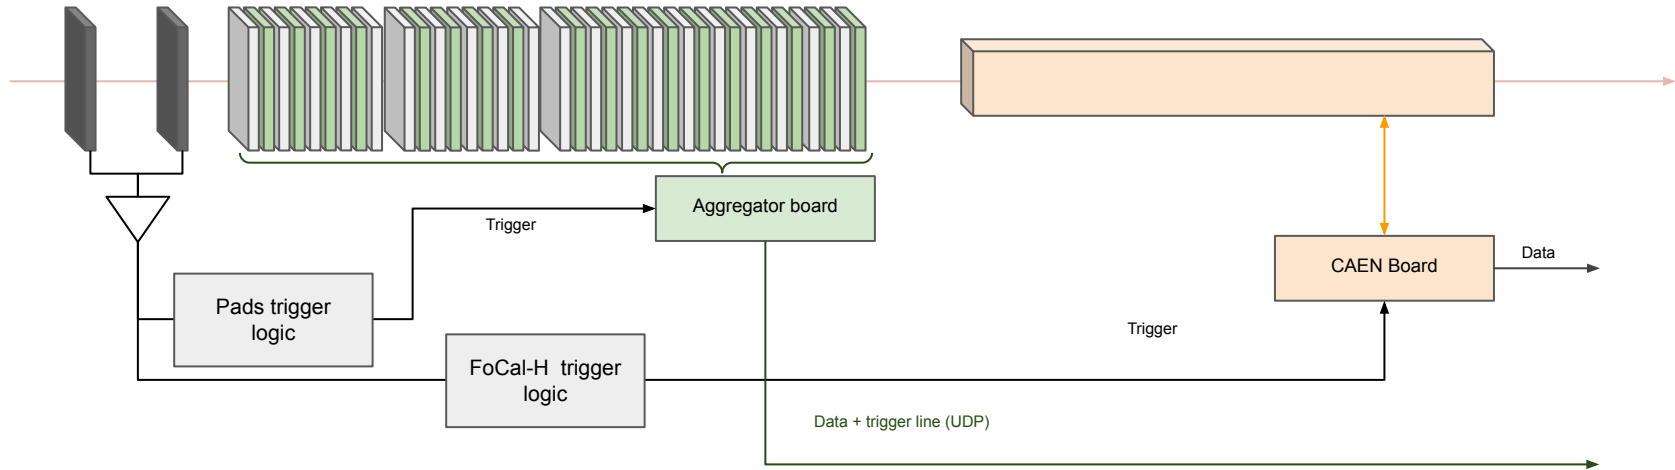 Aggregator board
Trigger
CAEN Board
Data
Pads trigger
logic
Trigger
FoCal-H trigger
logic
Data + trigger line (UDP)